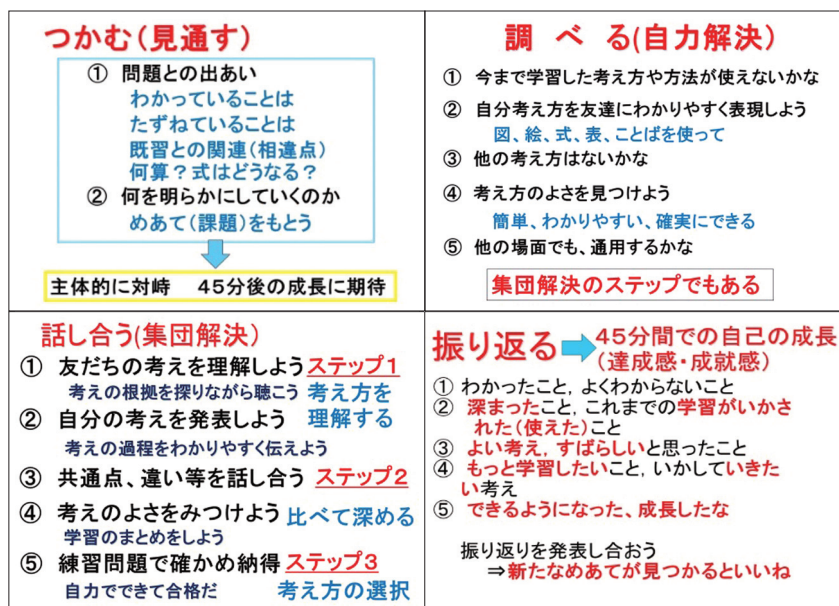 つかむ(見通す)
① 問題との出あい
わかっていることは
たずねていることは
既習との関連(相違点)
何算?式はどうなる?
② 何を明らかにしていくのか
めあて(課題)をもとう
主体的に対峙 45分後の成長に期待
調べる(自力解決)
① 今まで学習した考え方や方法が使えないかな
② 自分考え方を友達にわかりやすく表現しよう
図、絵、式、表、ことばを使って
③ 他の考え方はないかな
④ 考え方のよさを見つけよう
簡単、わかりやすい、確実にできる
⑤ 他の場面でも、通用するかな
集団解決のステップでもある
話し合う(集団解決)
① 友だちの考えを理解しよう ステップ1
考えの根拠を探りながら聴こう 考え方を
② 自分の考えを発表しよう 理解する
考えの過程をわかりやすく伝えよう
③ 共通点、違い等を話し合う ステップ2
④ 考えのよさをみつけよう 比べて深める
学習のまとめをしよう
⑤ 練習問題で確かめ納得 ステップ3
自力でできて合格だ 考え方の選択
振り返る 45分間での自己の成長
(達成感・成就感)
① わかったこと, よくわからないこと
② 深まったこと, これまでの学習がいかさ
れた(使えた)こと
③ よい考え, すばらしいと思ったこと
④ もっと学習したいこと, いかしていきた
い考え
⑤ できるようになった、成長したな
振り返りを発表し合おう
⇒新たなめあてが見つかるといいね